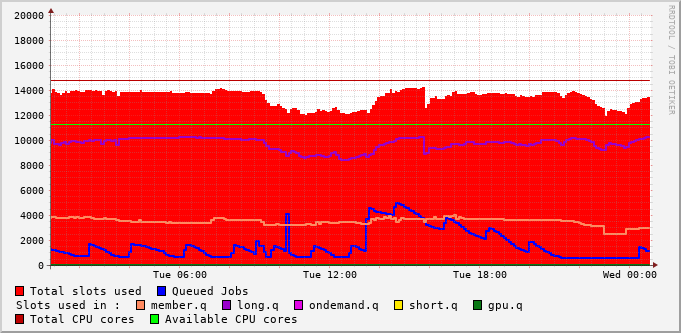 20000
18000
16000
14000
12000
10000
8000
6000
4000
2000
0
Tue 06:00 Tue 12:00 Tue 18:00 Wed 00:00
Total slots used Queued Jobs
Slots used in : member.q long.q ondemand.q short.q gpu.q
Total CPU cores Available CPU cores
RRDTOOL / TOBI OETIKER